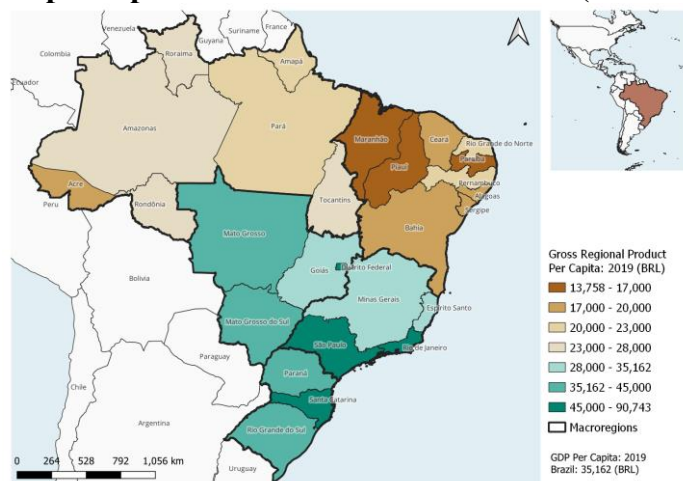 Venezuela
Guyana
Suriname
France
Colombia
Roraima
Amapá
Ecuador
Amazonas
Pará
Maranhão
Ceará
Rio Grande do Norte
Piauí
Paraíba
Pernambuco
Acre
Alagoas
Sergipe
Peru
Rondônia
Tocantins
Mato Grosso
Bahia
Bolivia
Goiás
Distrito Federal
Minas Gerais
Espírito Santo
Mato Grosso do Sul
São Paulo
Rio de Janeiro
Paraguay
Chile
Paraná
Santa Catarina
Argentina
Rio Grande do Sul
Uruguay
0 264 528 792 1,056 km
Gross Regional Product
Per Capita: 2019 (BRL)
13,758 - 17,000
17,000 - 20,000
20,000 - 23,000
23,000 - 28,000
28,000 - 35,162
35,162 - 45,000
45,000 - 90,743
Macroregions
GDP Per Capita: 2019
Brazil: 35,162 (BRL)